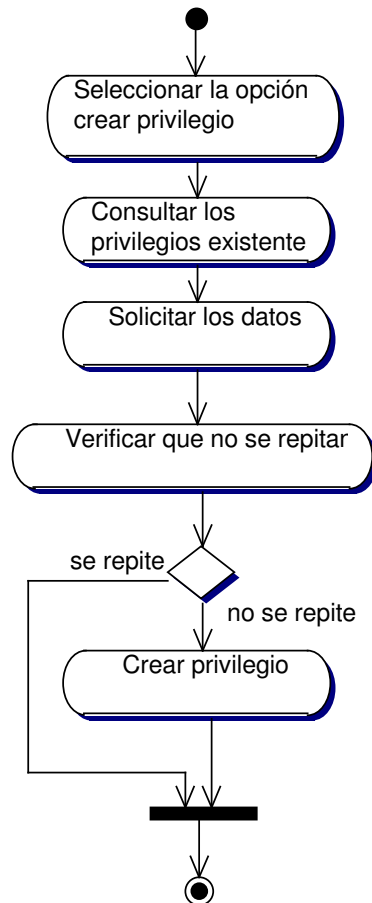 Seleccionar la opción
crear privilegio
Consultar los
privilegios existente
Solicitar los datos
Verificar que no se repitar
se repite
no se repite
Crear privilegio